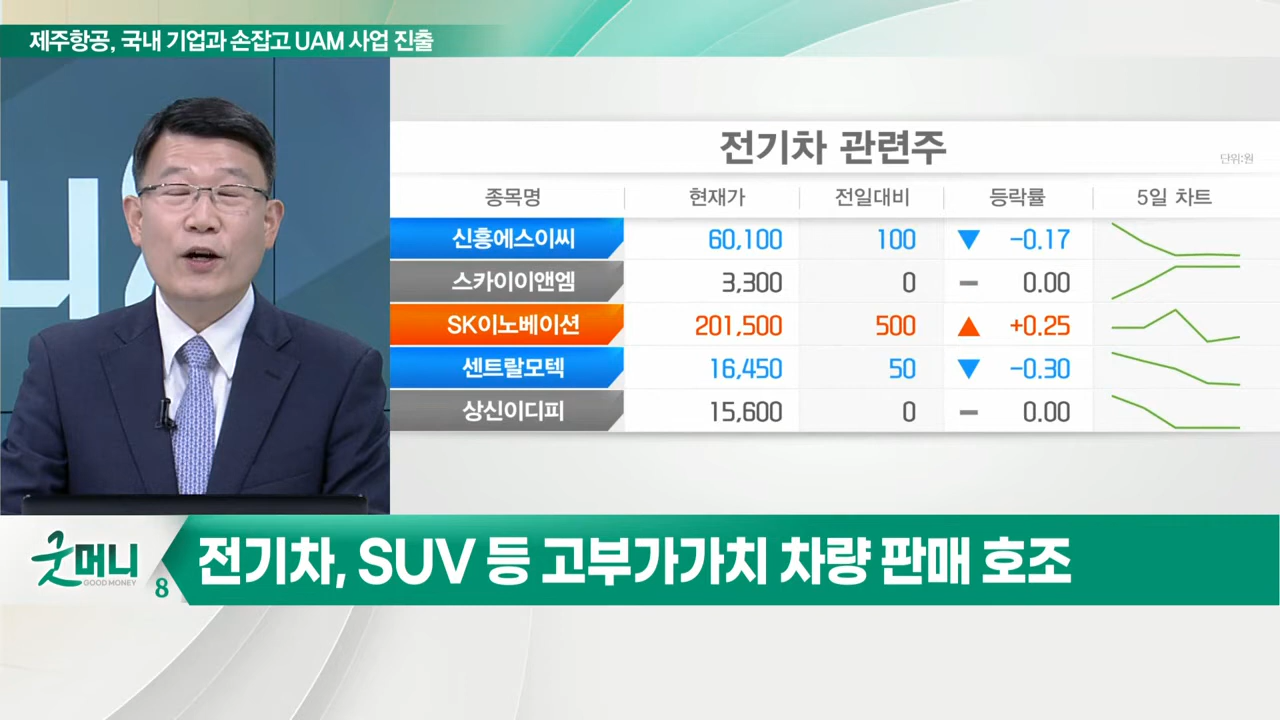 제주항공, 국내 기업과 손잡고 UAM 사업 진출
전기차 관련주
단위:원
종목명 현재가 전일대비 등락률 5일 차트
신흥에스이씨 60,100 100 ▼ -0.17
스카이이앤엠 3,300 0 - 0.00
SK이노베이션 201,500 500 ▲ +0.25
센트랄모텍 16,450 50 ▼ -0.30
상신이디피 15,600 0 - 0.00
굿머니
GOOD MONEY
8
전기차, SUV 등 고부가가치 차량 판매 호조